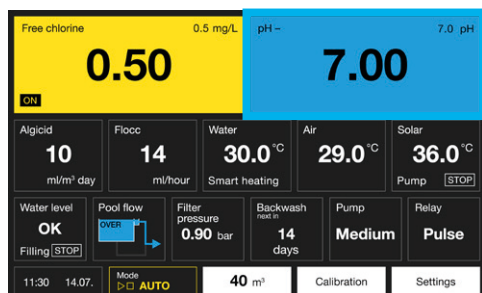 Free chlorine 0.5 mg/L
0.50
ON
pH – 7.0 pH
7.00
Algicid
10
ml/m³ day
Flocc
14
ml/hour
Water
30.0 °C
Smart heating
Air
29.0 °C
Solar
36.0 °C
Pump STOP
Water level
OK
Filling STOP
Pool flow
OVER
Filter
pressure
0.90 bar
Backwash
next in
14
days
Pump
Medium
Relay
Pulse
11:30 14.07.
Mode
AUTO
40 m³
Calibration
Settings